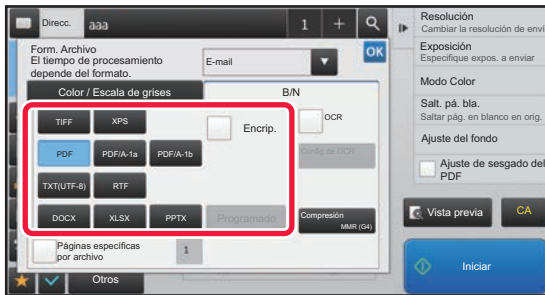 Direcc.
aaa
1
Form. Archivo
El tiempo de procesamiento
depende del formato.
E-mail
OK
Color / Escala de grises
B/N
TIFF
XPS
Encrip.
OCR
PDF
PDF/A-1a
PDF/A-1b
Config de OCR
TXT(UTF-8)
RTF
DOCX
XLSX
PPTX
Programado
Compresión
MMR (G4)
Páginas específicas
por archivo
1
Otros
Resolución
Cambiar la resolución de enví
Exposición
Especifique expos. a enviar
Modo Color
Salt. pá. bla.
Saltar pág. en blanco en orig.
Ajuste del fondo
Ajuste de sesgado del
PDF
Vista previa
CA
Iniciar